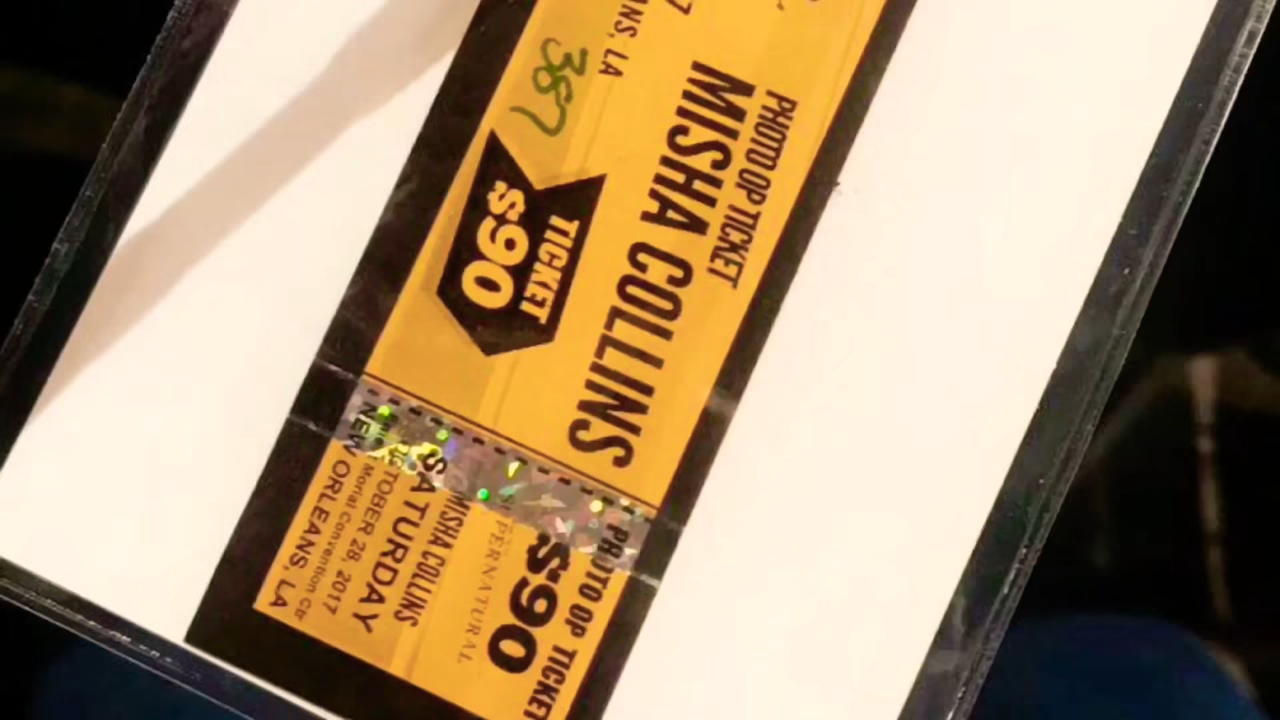 ANS, LA
387
PHOTO OP TICKET
MISHA COLLINS
TICKET
$90
PHOTO OP TICKET
$90
SUPERNATURAL
MISHA COLLINS
SATURDAY
OCTOBER 28, 2017
Morial Convention Ctr
NEW ORLEANS, LA